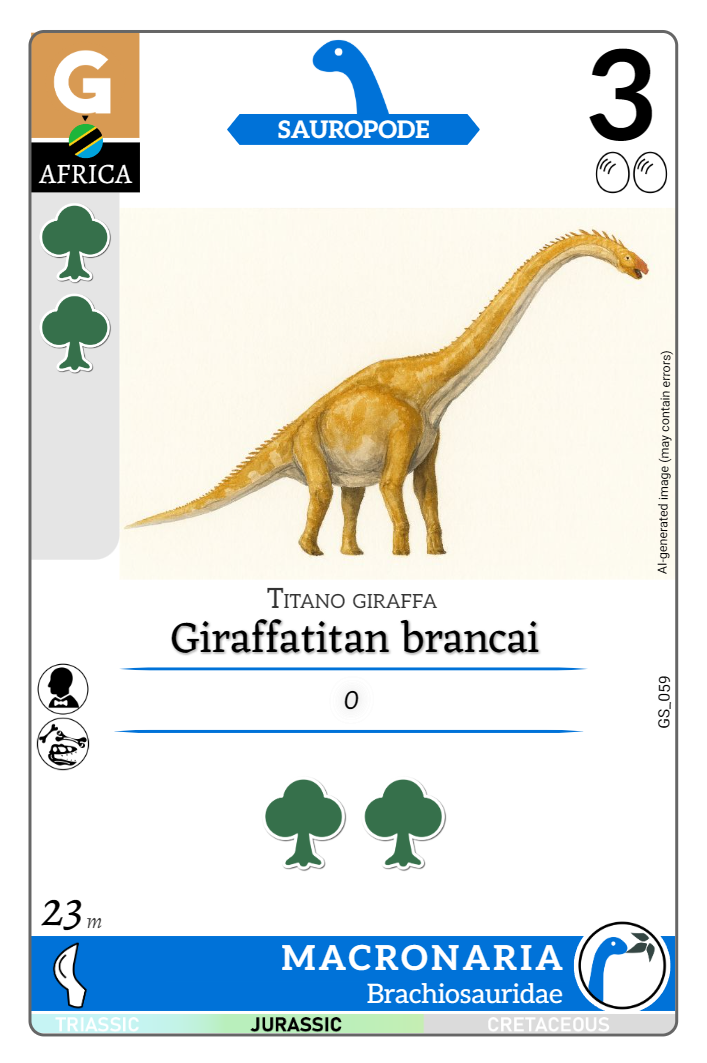 G
AFRICA
SAUROPODE
3
AI-generated image (may contain errors)
TITANO GIRAFFA
Giraffatitan brancai
0
GS_059
23 m
MACRONARIA
Brachiosauridae
TRIASSIC JURASSIC CRETACEOUS